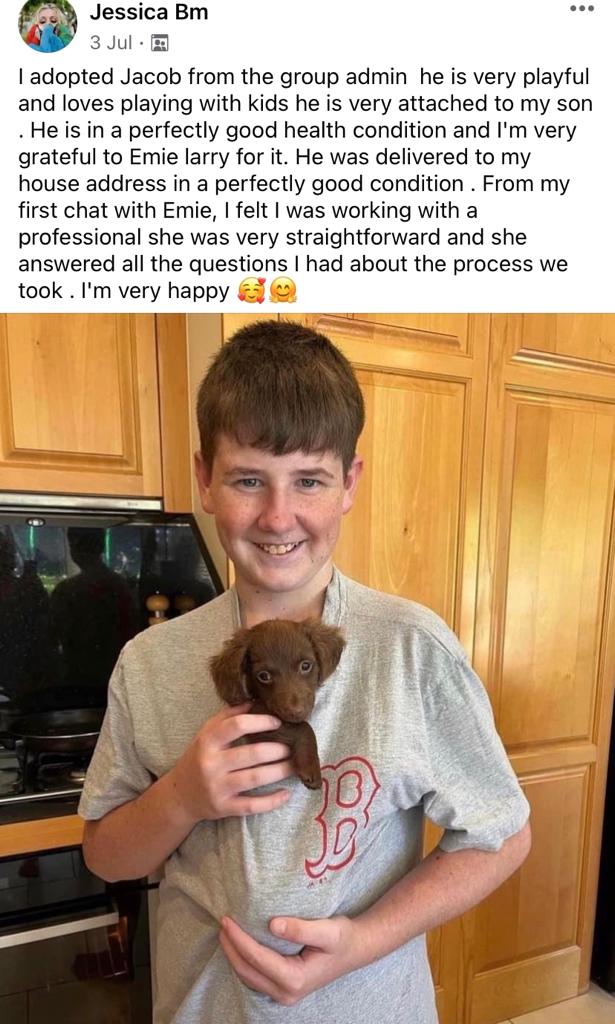 Jessica Bm
3 Jul ·
I adopted Jacob from the group admin  he is very playful
and loves playing with kids he is very attached to my son
. He is in a perfectly good health condition and I'm very
grateful to Emie larry for it. He was delivered to my
house address in a perfectly good condition . From my
first chat with Emie, I felt I was working with a
professional she was very straightforward and she
answered all the questions I had about the process we
took . I'm very happy 🥰🤗
B